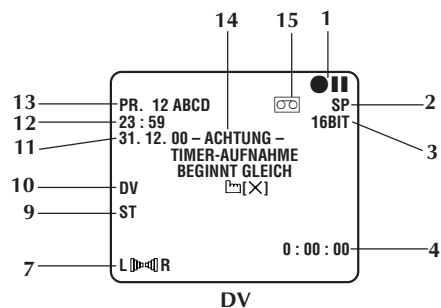 14 15 1
13 PR. 12 ABCD SP 2
12 23 : 59 16BIT 3
11 31. 12. 00 – ACHTUNG –
TIMER-AUFNAHME
BEGINNT GLEICH
[X]
10 DV
9 ST
0 : 00 : 00 4
7 L R
DV